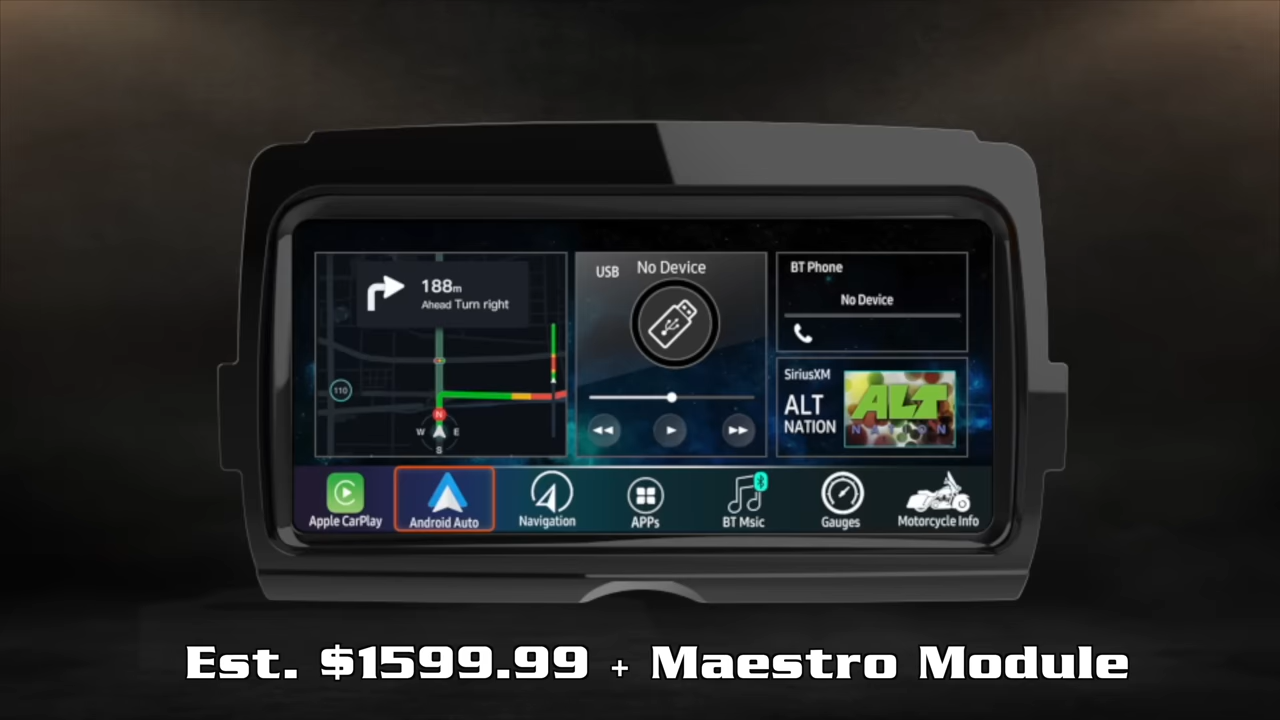 188m
Ahead Turn right
110
N
W E
S
USB No Device
BT Phone
No Device
SiriusXM
ALT
NATION
ALT
NATION
Apple CarPlay
Android Auto
Navigation
APPs
BT Msic
Gauges
Motorcycle Info
Est. $1599.99 + Maestro Module